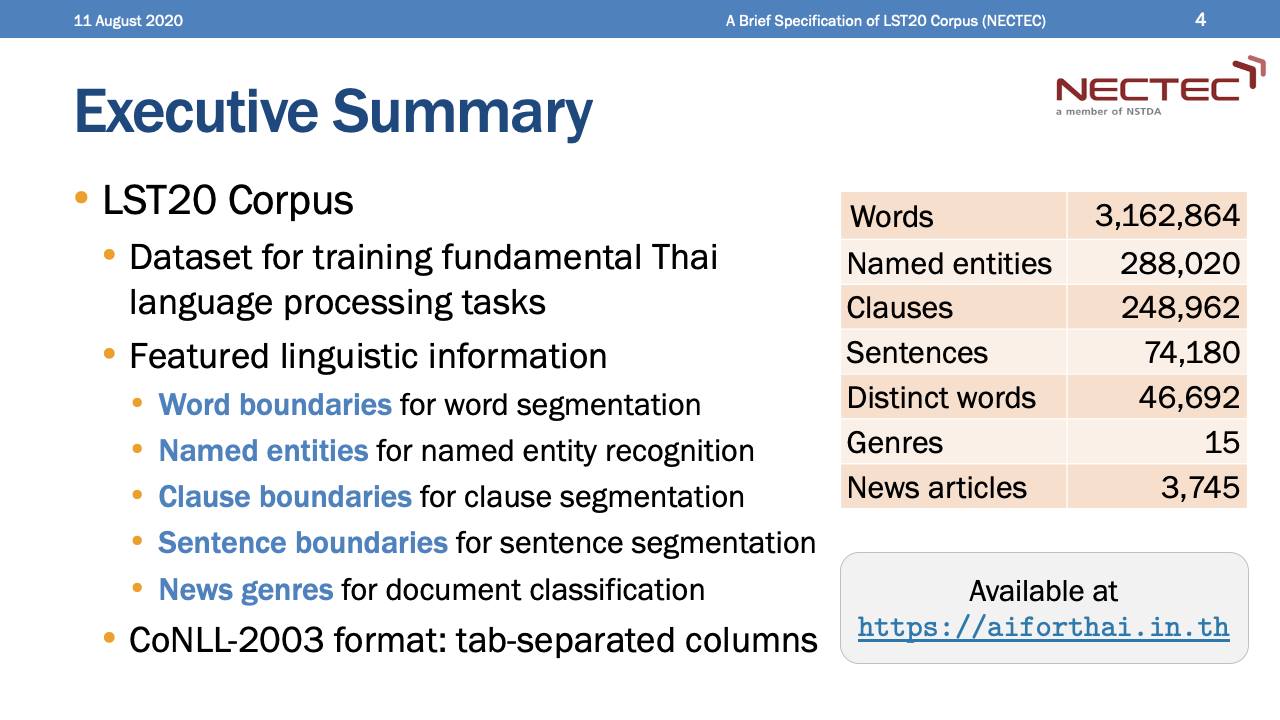 11 August 2020
A Brief Specification of LST20 Corpus (NECTEC)
4
NECTEC
a member of NSTDA
Executive Summary
• LST20 Corpus
• Dataset for training fundamental Thai
language processing tasks
• Featured linguistic information
• Word boundaries for word segmentation
• Named entities for named entity recognition
• Clause boundaries for clause segmentation
• Sentence boundaries for sentence segmentation
• News genres for document classification
• CoNLL-2003 format: tab-separated columns
Words 3,162,864
Named entities 288,020
Clauses 248,962
Sentences 74,180
Distinct words 46,692
Genres 15
News articles 3,745
Available at
https://aiforthai.in.th